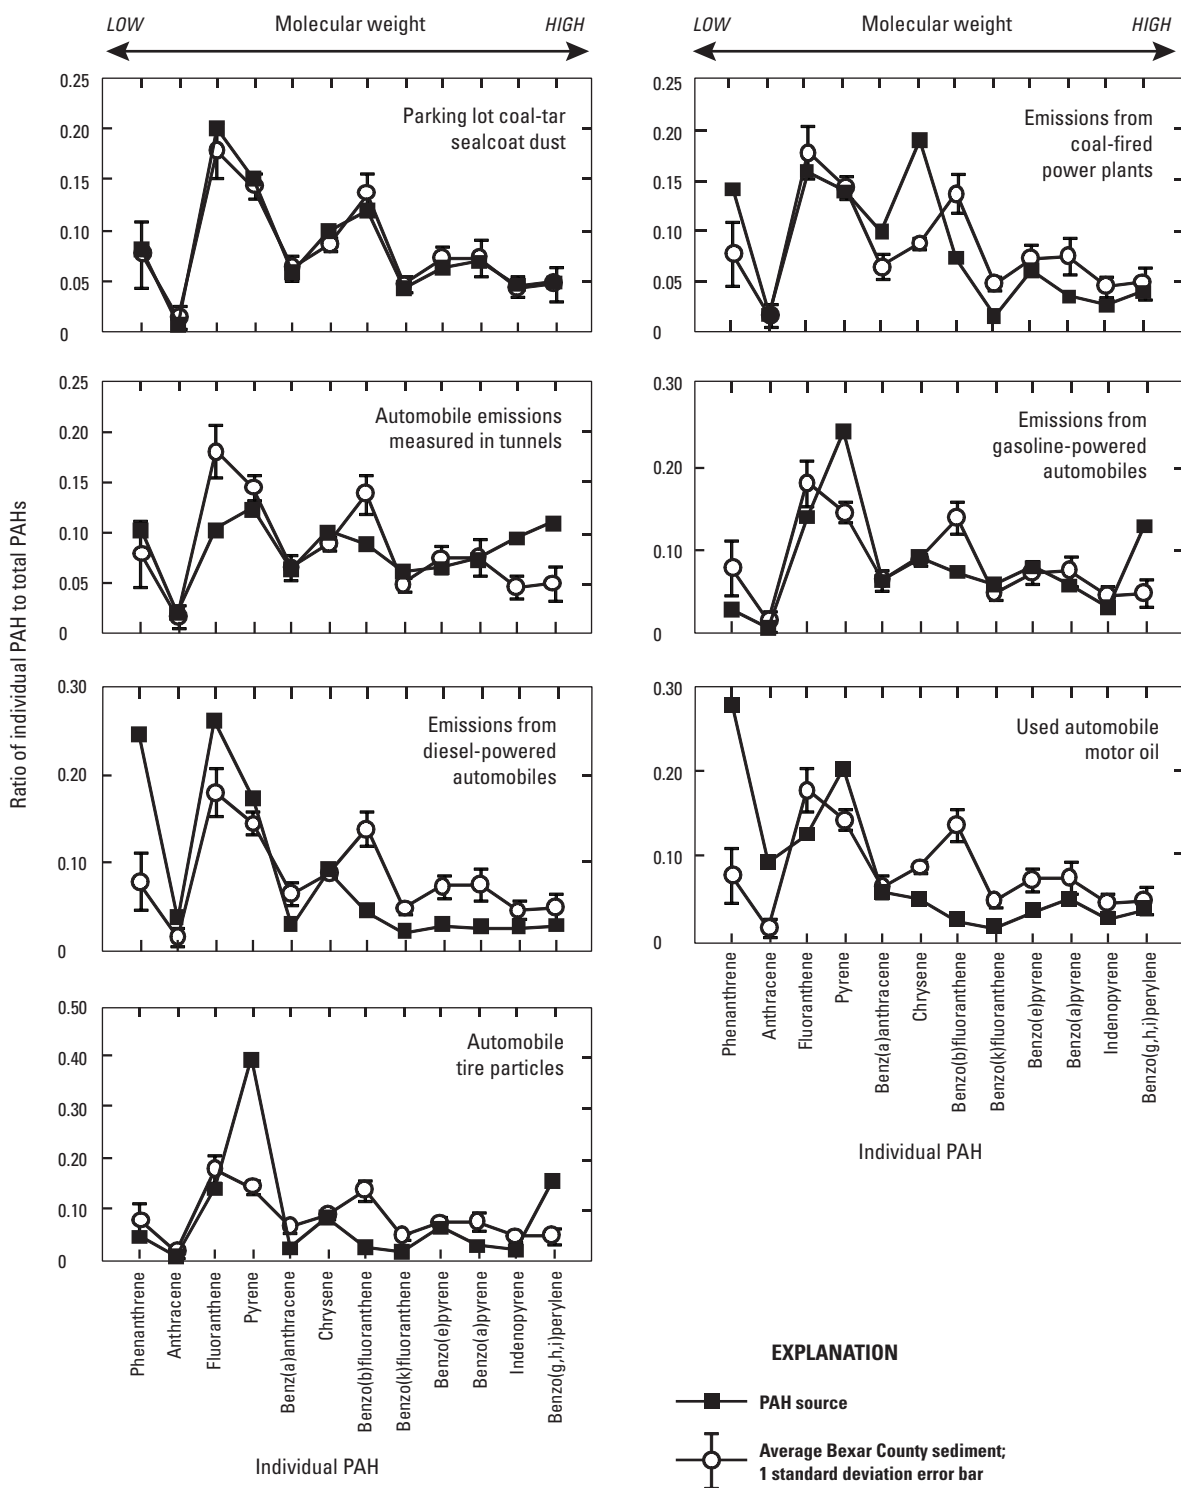 LOW Molecular weight HIGH
LOW Molecular weight HIGH
Ratio of individual PAH to total PAHs
0.25
0.20
0.15
0.10
0.05
0
Parking lot coal-tar
sealcoat dust
0.25
0.20
0.15
0.10
0.05
0
Emissions from
coal-fired
power plants
0.25
0.20
0.15
0.10
0.05
0
Automobile emissions
measured in tunnels
0.30
0.20
0.10
0
Emissions from
gasoline-powered
automobiles
0.30
0.20
0.10
0
Emissions from
diesel-powered
automobiles
0.30
0.20
0.10
0
Used automobile
motor oil
Phenanthrene
Anthracene
Fluoranthene
Pyrene
Benz(a)anthracene
Chrysene
Benzo(b)fluoranthene
Benzo(k)fluoranthene
Benzo(e)pyrene
Benzo(a)pyrene
Indenopyrene
Benzo(g,h,i)perylene
Individual PAH
0.50
0.40
0.30
0.20
0.10
0
Automobile
tire particles
Phenanthrene
Anthracene
Fluoranthene
Pyrene
Benz(a)anthracene
Chrysene
Benzo(b)fluoranthene
Benzo(k)fluoranthene
Benzo(e)pyrene
Benzo(a)pyrene
Indenopyrene
Benzo(g,h,i)perylene
Individual PAH
EXPLANATION
PAH source
Average Bexar County sediment;
1 standard deviation error bar